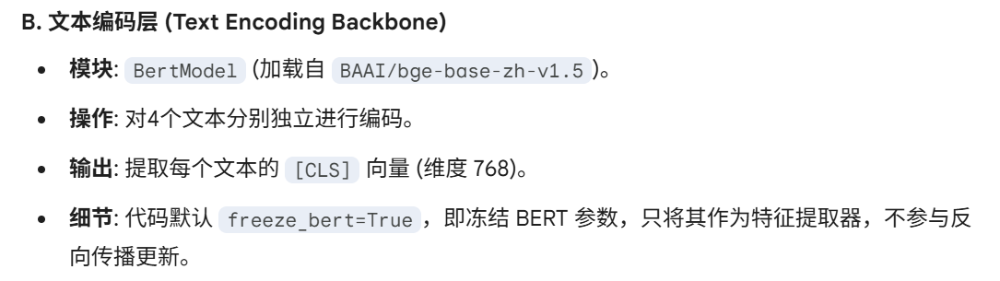 B. 文本编码层 (Text Encoding Backbone)
• 模块: BertModel (加载自 BAAI/bge-base-zh-v1.5)。
• 操作: 对4个文本分别独立进行编码。
• 输出: 提取每个文本的 [CLS] 向量 (维度 768)。
• 细节: 代码默认 freeze_bert=True，即冻结 BERT 参数，只将其作为特征提取器，不参与反
向传播更新。